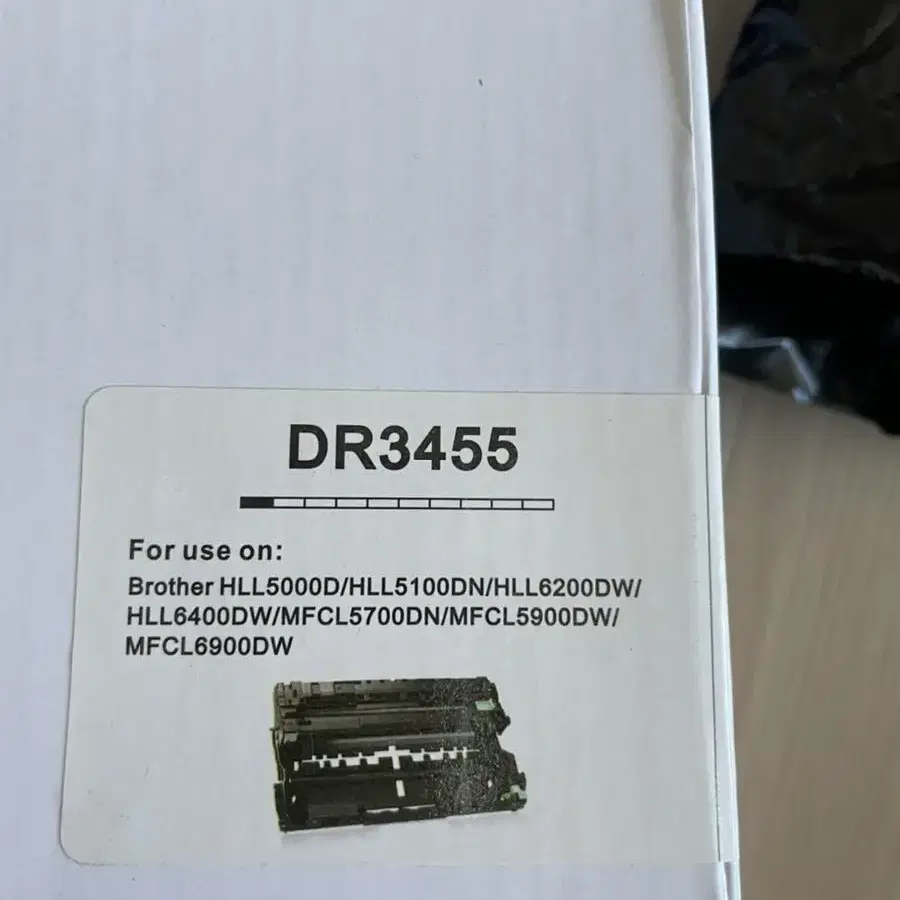 DR3455
For use on:
Brother HLL5000D/HLL5100DN/HLL6200DW/
HLL6400DW/MFCL5700DN/MFCL5900DW/
MFCL6900DW